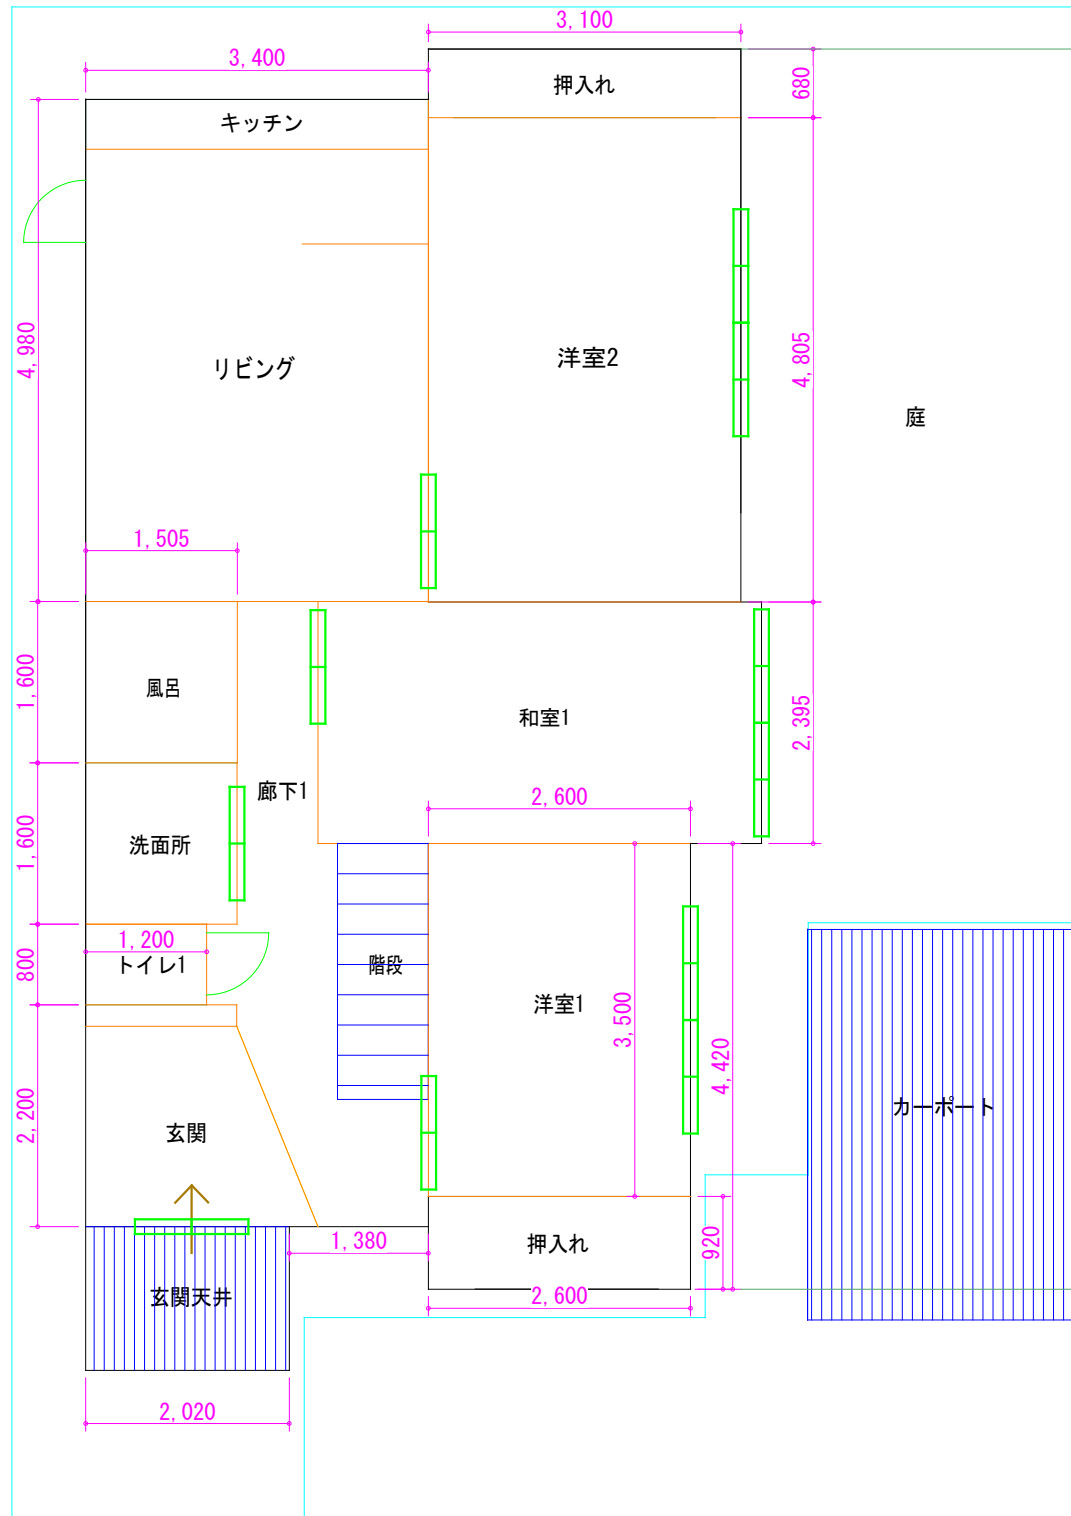 3,100
3,400
押入れ
680
キッチン
4,980
リビング
洋室2
4,805
庭
1,505
1,600
風呂
和室1
2,395
廊下1
2,600
1,600
洗面所
1,200
800
トイレ1
階段
洋室1
3,500
4,420
カーポート
2,200
玄関
1,380
押入れ
920
玄関天井
2,600
2,020